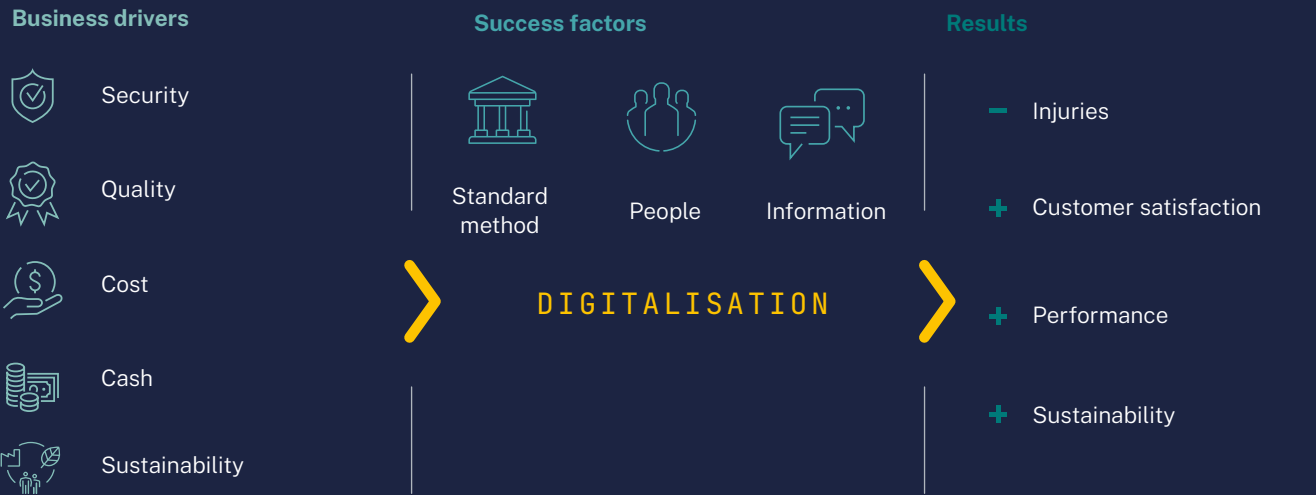 Business drivers
Security
Quality
Cost
Cash
Sustainability
Success factors
Standard
method
People
Information
DIGITALISATION
Results
Injuries
Customer satisfaction
Performance
Sustainability